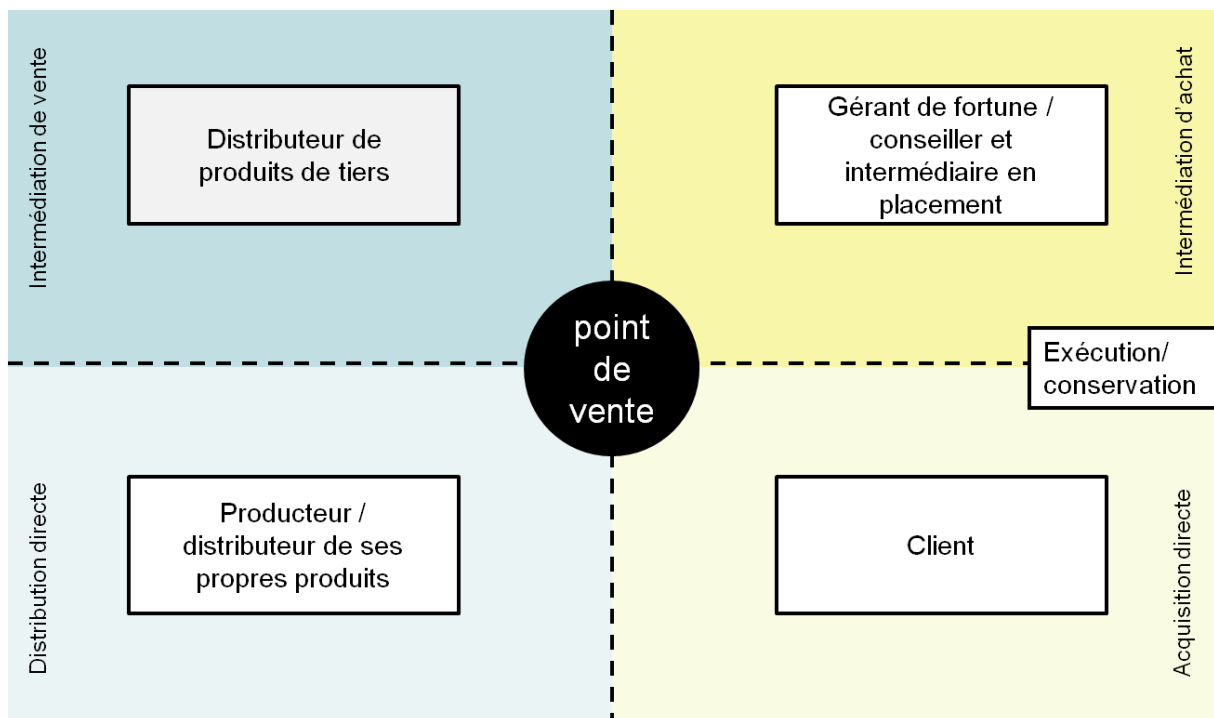 Intermédiation de vente
Distributeur de
produits de tiers
Gérant de fortune /
conseiller et
intermédiaire en
placement
Intermédiation d'achat
point
de
vente
Exécution/
conservation
Distribution directe
Producteur /
distributeur de ses
propres produits
Client
Acquisition directe